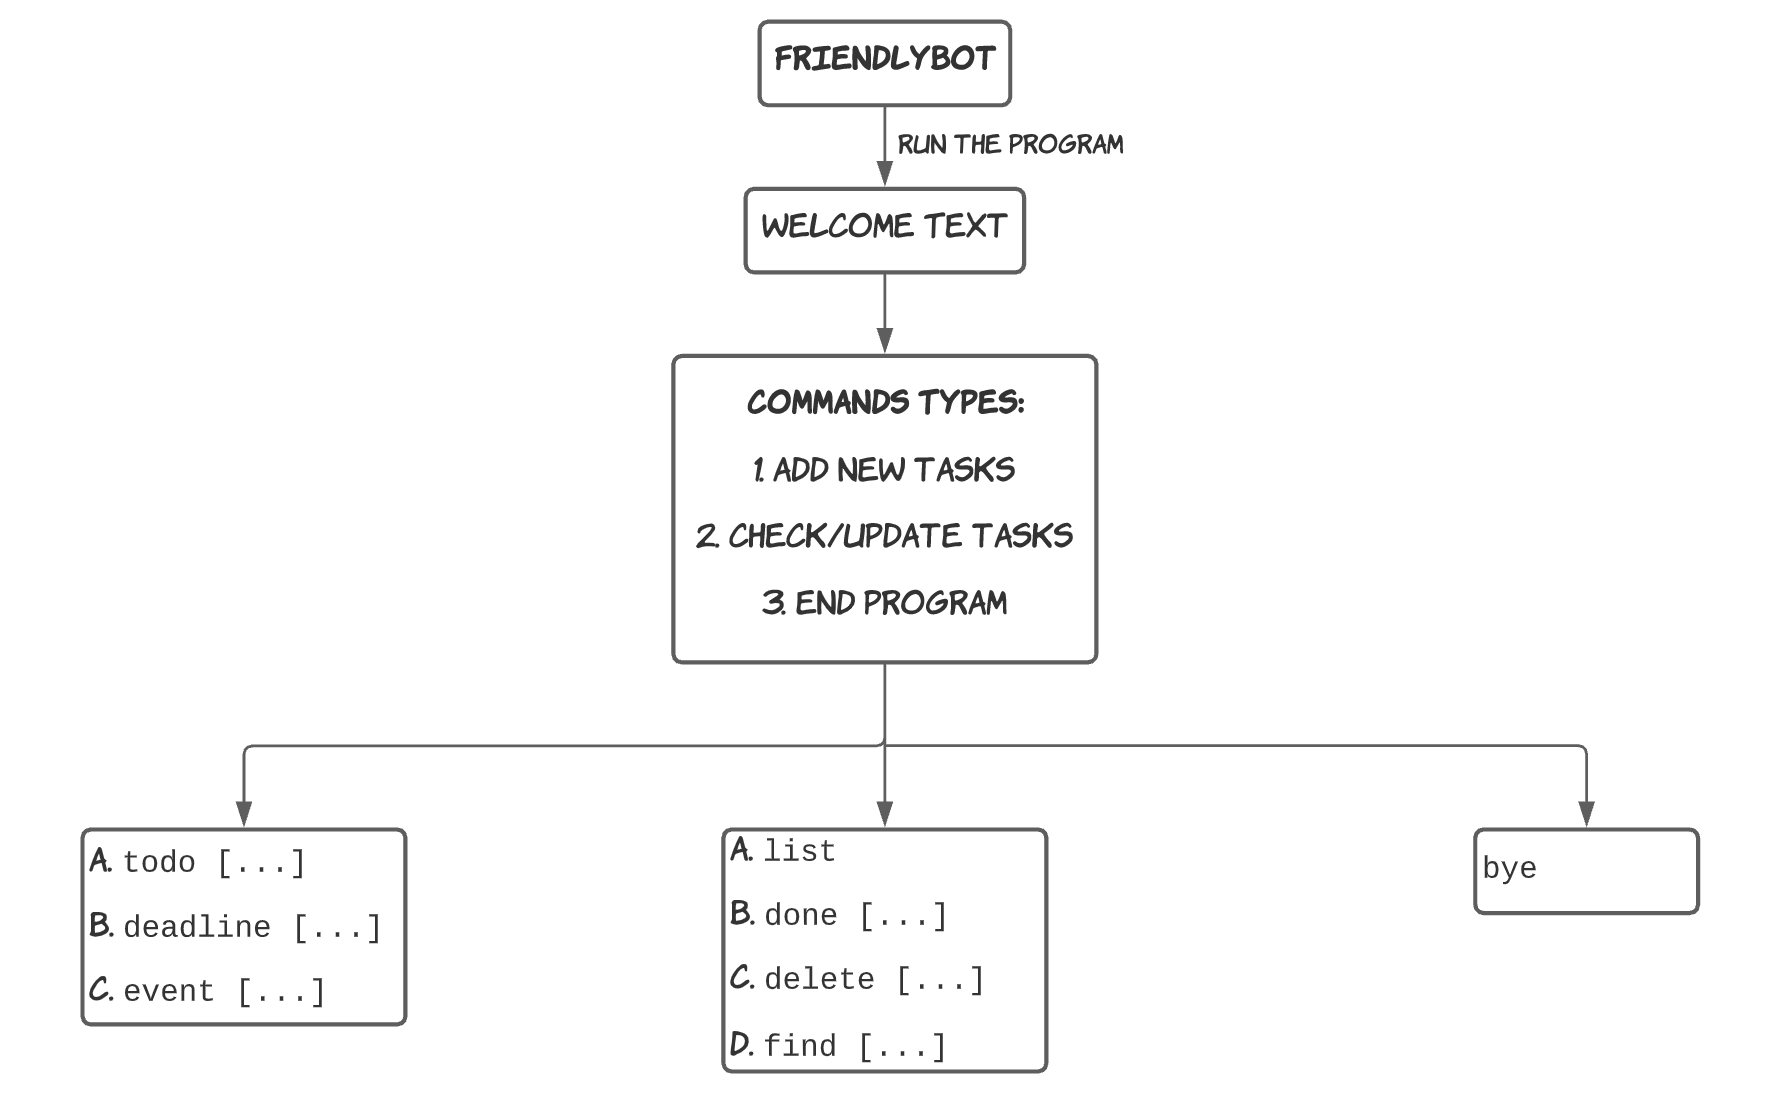 FRIENDLYBOT
RUN THE PROGRAM
WELCOME TEXT
COMMANDS TYPES:
1. ADD NEW TASKS
2. CHECK/UPDATE TASKS
3. END PROGRAM
A. todo [...]
B. deadline [...]
C. event [...]
A. list
B. done [...]
C. delete [...]
D. find [...]
bye